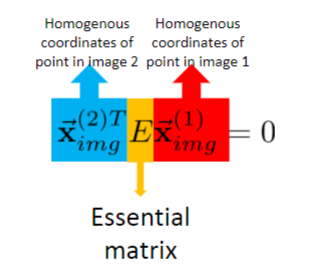 Homogenous Homogenous
coordinates of coordinates of
point in image 2 point in image 1
$\vec{\mathbf{x}}_{img}^{(2)T} E \vec{\mathbf{x}}_{img}^{(1)} = 0$
Essential
matrix